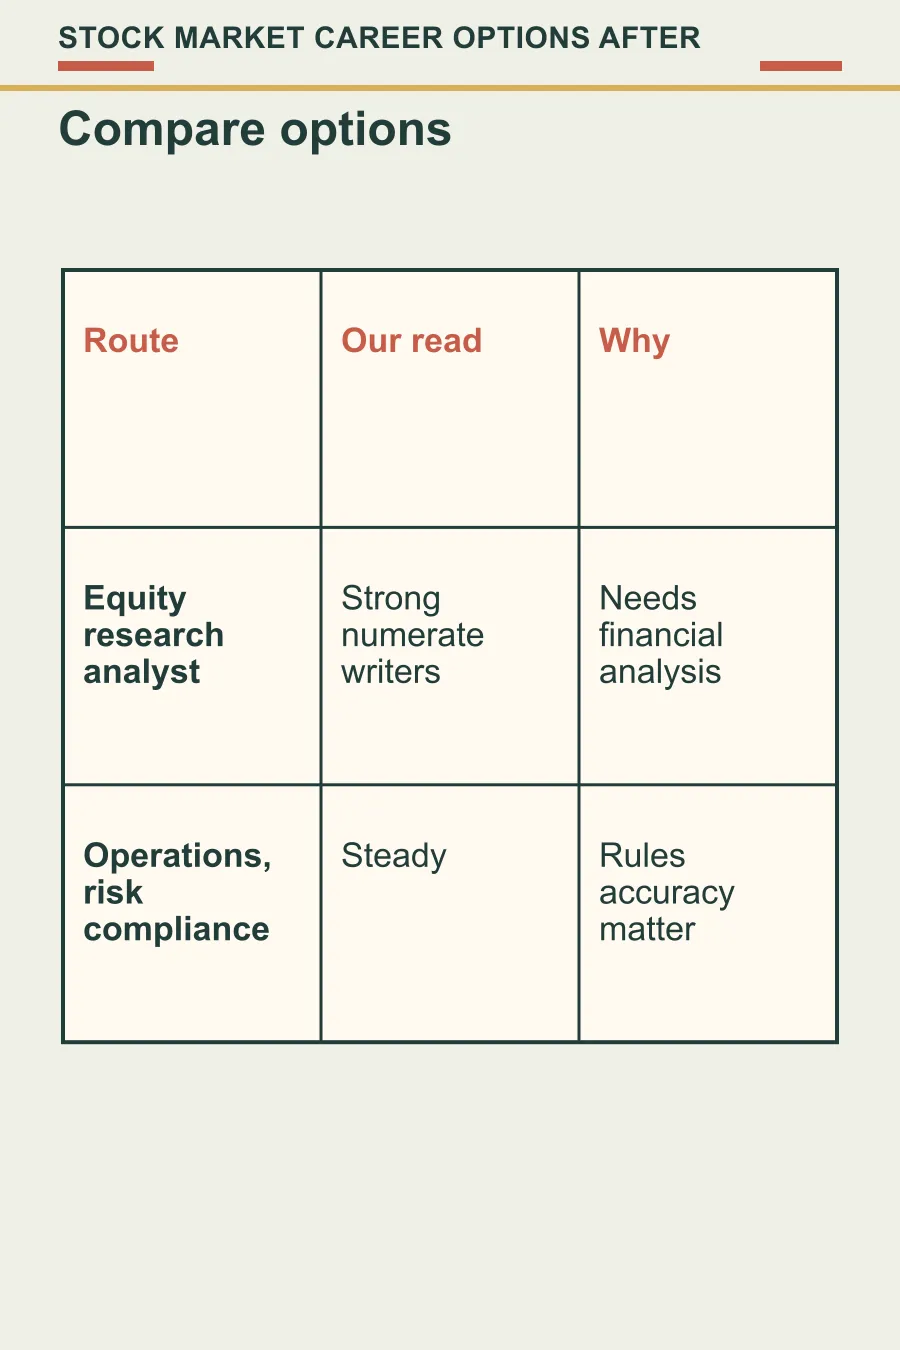 STOCK MARKET CAREER OPTIONS AFTER
Compare options
Route
Our read
Why
Equity
research
analyst
Strong
numerate
writers
Needs
financial
analysis
Operations,
risk
compliance
Steady
Rules
accuracy
matter